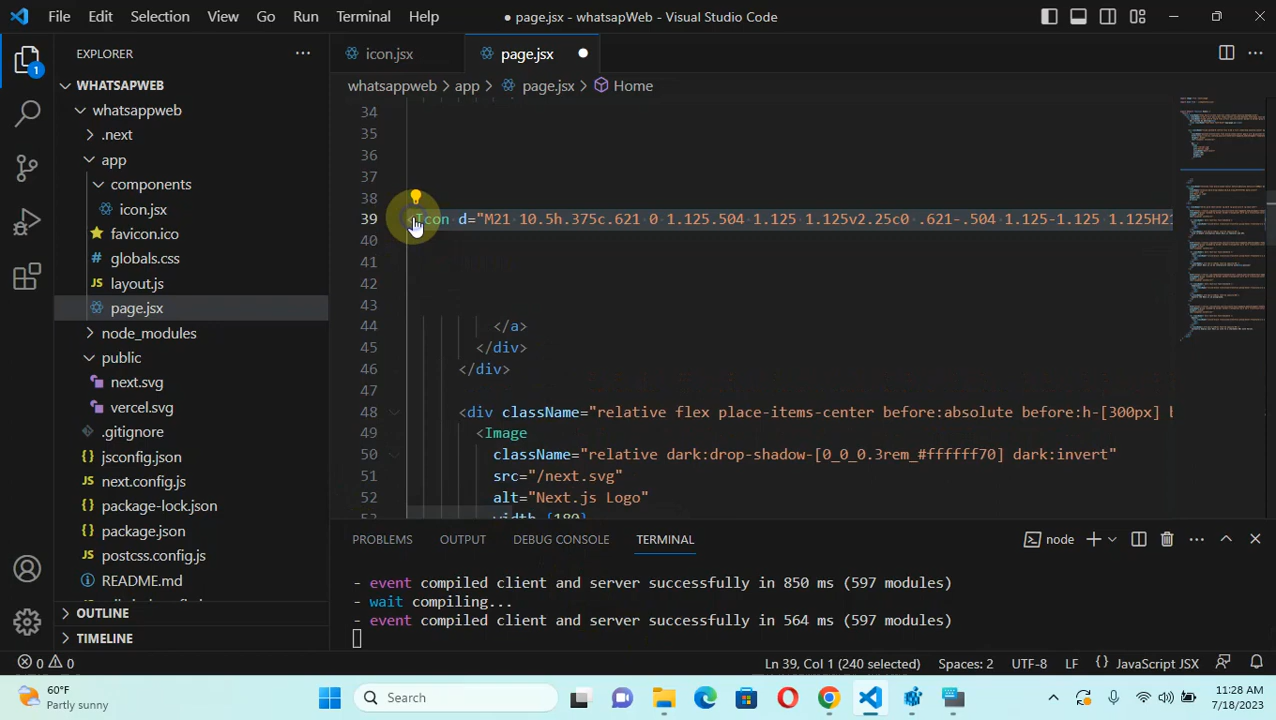 File Edit Selection View Go Run Terminal Help
● page.jsx - whatsapWeb - Visual Studio Code
EXPLORER
1
WHATSAPWEB
whatsappweb
.next
app
components
icon.jsx
favicon.ico
# globals.css
JS layout.js
page.jsx
node_modules
public
next.svg
vercel.svg
.gitignore
{} jsconfig.json
JS next.config.js
{} package-lock.json
{} package.json
JS postcss.config.js
README.md
OUTLINE
TIMELINE
icon.jsx page.jsx
whatsappweb > app > page.jsx > Home
34
35
36
37
38
39 <Icon d="M21 10.5h.375c.621 0 1.125.504 1.125 1.125v2.25c0 .621-.504 1.125-1.125 1.125H21
40
41
42
43
44 </a>
45 </div>
46 </div>
47
48 <div className="relative flex place-items-center before:absolute before:h-[300px]
49 <Image
50 className="relative dark:drop-shadow-[0_0_0.3rem_#ffffff70] dark:invert"
51 src="/next.svg"
52 alt="Next.js Logo"
53 width={180}
PROBLEMS OUTPUT DEBUG CONSOLE TERMINAL
node
- event compiled client and server successfully in 850 ms (597 modules)
- wait compiling...
- event compiled client and server successfully in 564 ms (597 modules)
0 0
Ln 39, Col 1 (240 selected) Spaces: 2 UTF-8 LF {} JavaScript JSX
60°F
Partly sunny
Search
11:28 AM
7/18/2023